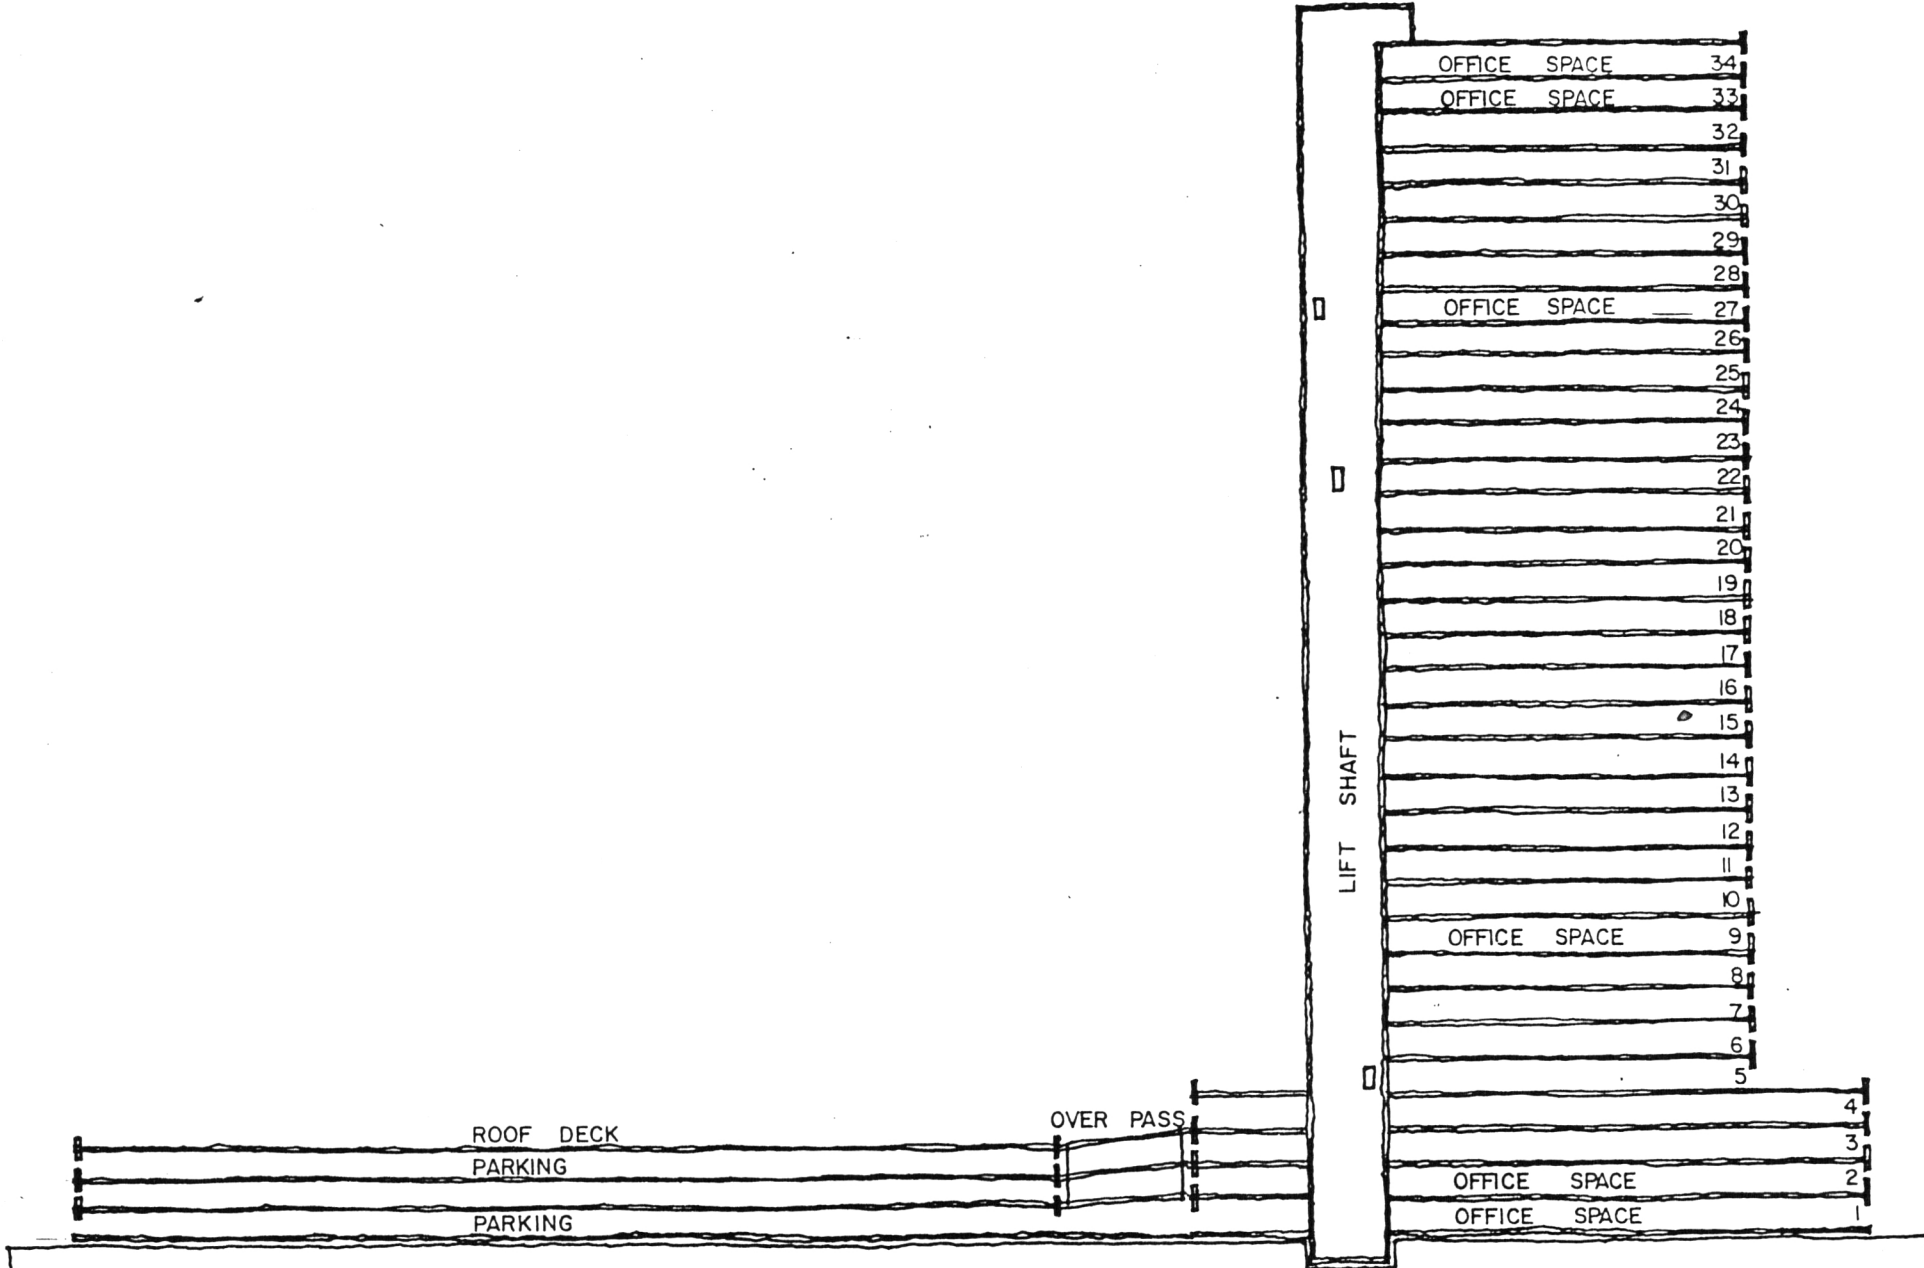 OFFICE SPACE 34
OFFICE SPACE 33
32
31
30
29
28
OFFICE SPACE 27
26
25
24
23
22
21
20
19
18
17
16
15
14
13
12
11
10
OFFICE SPACE 9
8
7
6
5
4
3
OFFICE SPACE 2
OFFICE SPACE 1
LIFT SHAFT
OVER PASS
ROOF DECK
PARKING
PARKING